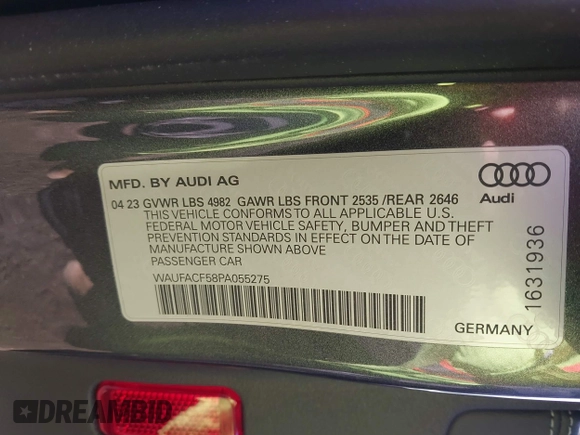 MFD. BY AUDI AG
Audi
04 23 GVWR LBS 4982 GAWR LBS FRONT 2535 /REAR 2646
THIS VEHICLE CONFORMS TO ALL APPLICABLE U.S.
FEDERAL MOTOR VEHICLE SAFETY, BUMPER AND THEFT
PREVENTION STANDARDS IN EFFECT ON THE DATE OF
MANUFACTURE SHOWN ABOVE
PASSENGER CAR
WAUFACF58PA055275
1631936
GERMANY
DREAMBID